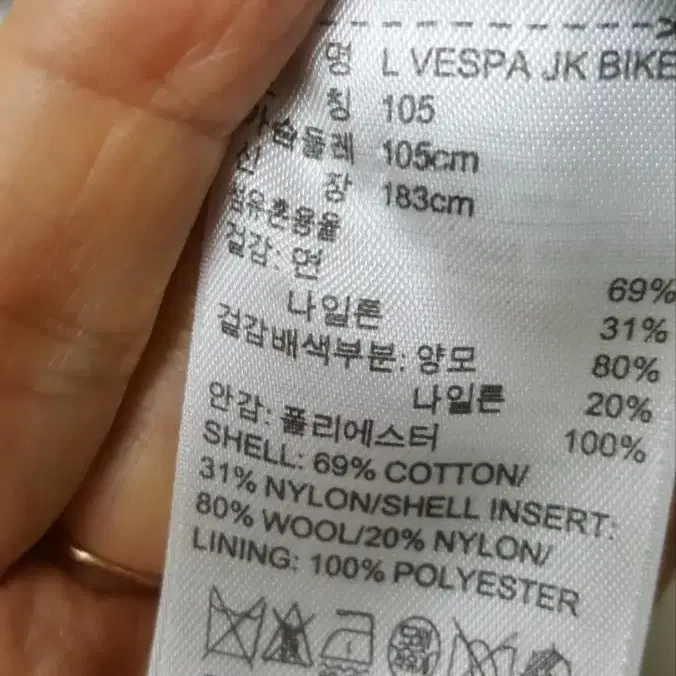 명 L VESPA JK BIKE
칭 105
가슴둘레 105cm
신 장 183cm
섬유혼용율
겉감: 면 69%
나일론 31%
겉감배색부분: 양모 80%
나일론 20%
안감: 폴리에스터 100%
SHELL: 69% COTTON/
31% NYLON/SHELL INSERT:
80% WOOL/20% NYLON/
LINING: 100% POLYESTER